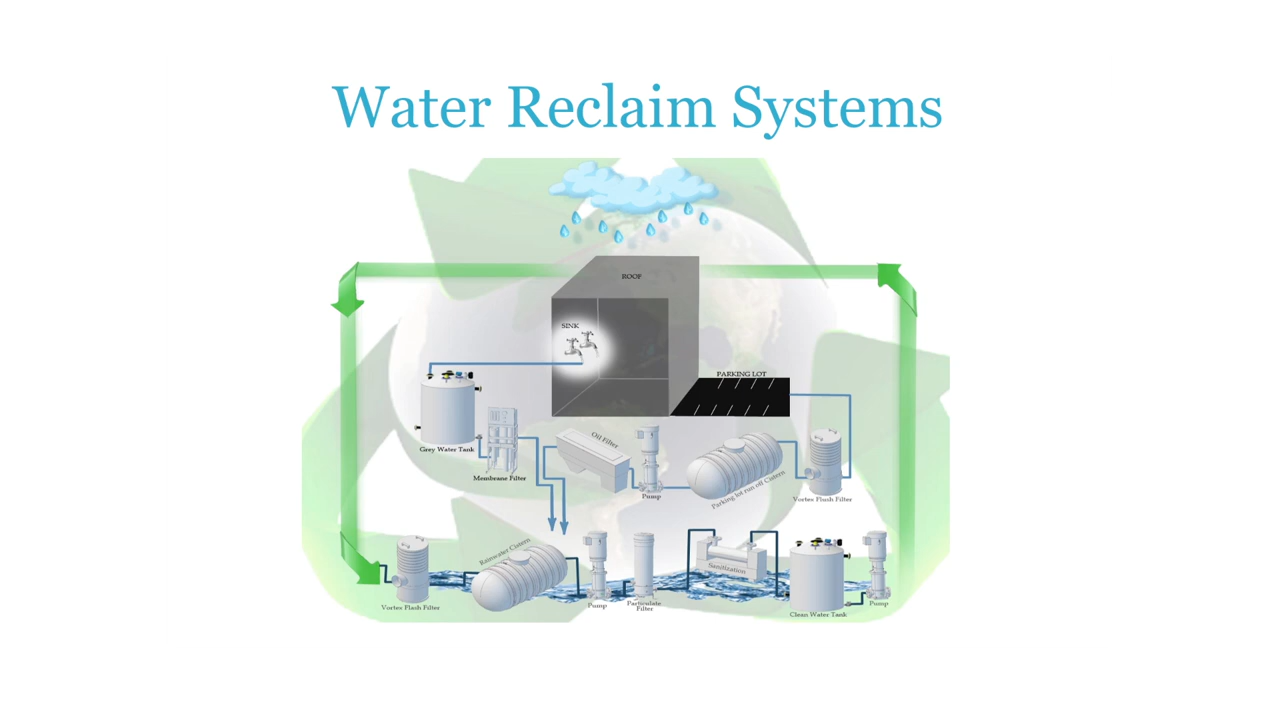 Water Reclaim Systems
ROOF
SINK
PARKING LOT
Grey Water Tank
Membrane Filter
Oil Filter
Pump
Parking lot run off Cistern
Vortex Flush Filter
Vortex Flash Filter
Rainwater Cistern
Pump
Particulate
Filter
Sanitization
Clean Water Tank
Pump